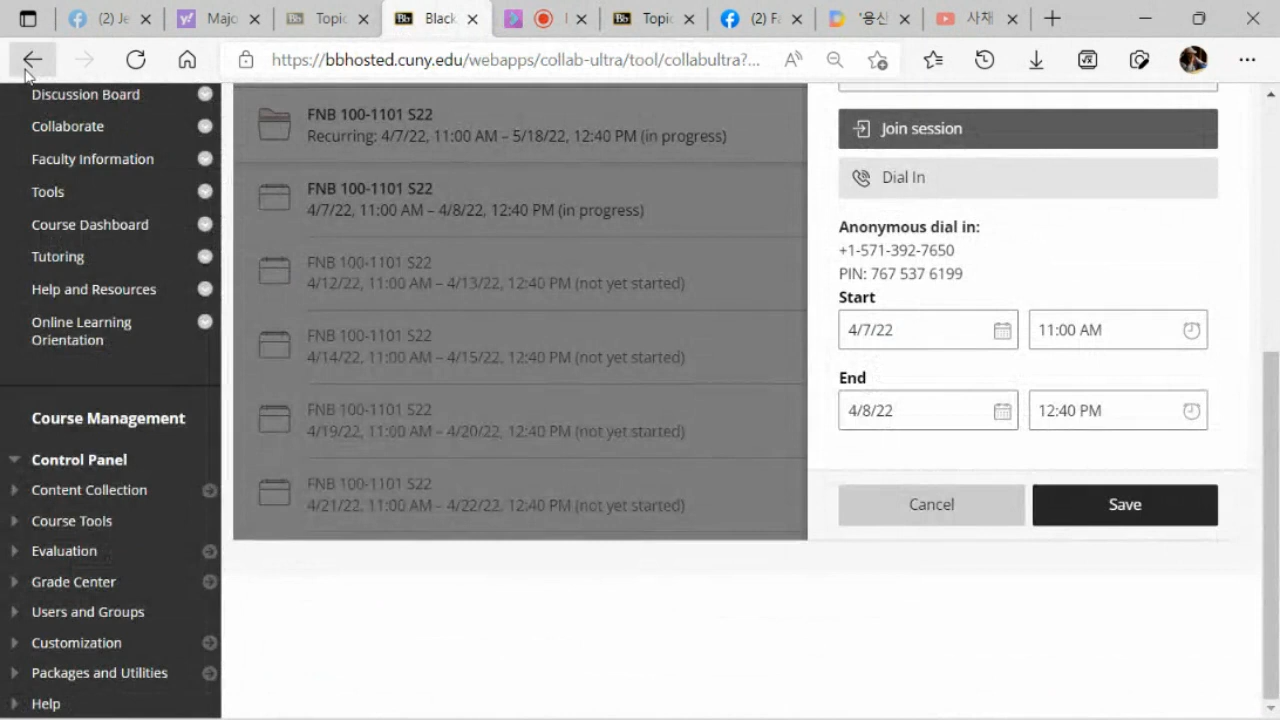 (2) Je
Majo
Topic
Black
Topic
(2) Fa
'용신
사채
https://bbhosted.cuny.edu/webapps/collab-ultra/tool/collabultra?...
Discussion Board
Collaborate
Faculty Information
Tools
Course Dashboard
Tutoring
Help and Resources
Online Learning
Orientation
Course Management
Control Panel
Content Collection
Course Tools
Evaluation
Grade Center
Users and Groups
Customization
Packages and Utilities
Help
FNB 100-1101 S22
Recurring: 4/7/22, 11:00 AM – 5/18/22, 12:40 PM (in progress)
FNB 100-1101 S22
4/7/22, 11:00 AM – 4/8/22, 12:40 PM (in progress)
FNB 100-1101 S22
4/12/22, 11:00 AM – 4/13/22, 12:40 PM (not yet started)
FNB 100-1101 S22
4/14/22, 11:00 AM – 4/15/22, 12:40 PM (not yet started)
FNB 100-1101 S22
4/19/22, 11:00 AM – 4/20/22, 12:40 PM (not yet started)
FNB 100-1101 S22
4/21/22, 11:00 AM – 4/22/22, 12:40 PM (not yet started)
Join session
Dial In
Anonymous dial in:
+1-571-392-7650
PIN: 767 537 6199
Start
4/7/22
11:00 AM
End
4/8/22
12:40 PM
Cancel
Save